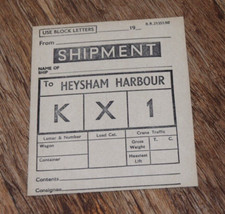 USE BLOCK LETTERS 19
From SHIPMENT
NAME OF
SHIP
To HEYSHAM HARBOUR
K X 1
Letter & Number Load Cat. Crane Traffic
Wagon Gross Weight T. C.
Container Heaviest Lift
Contents
Consignee